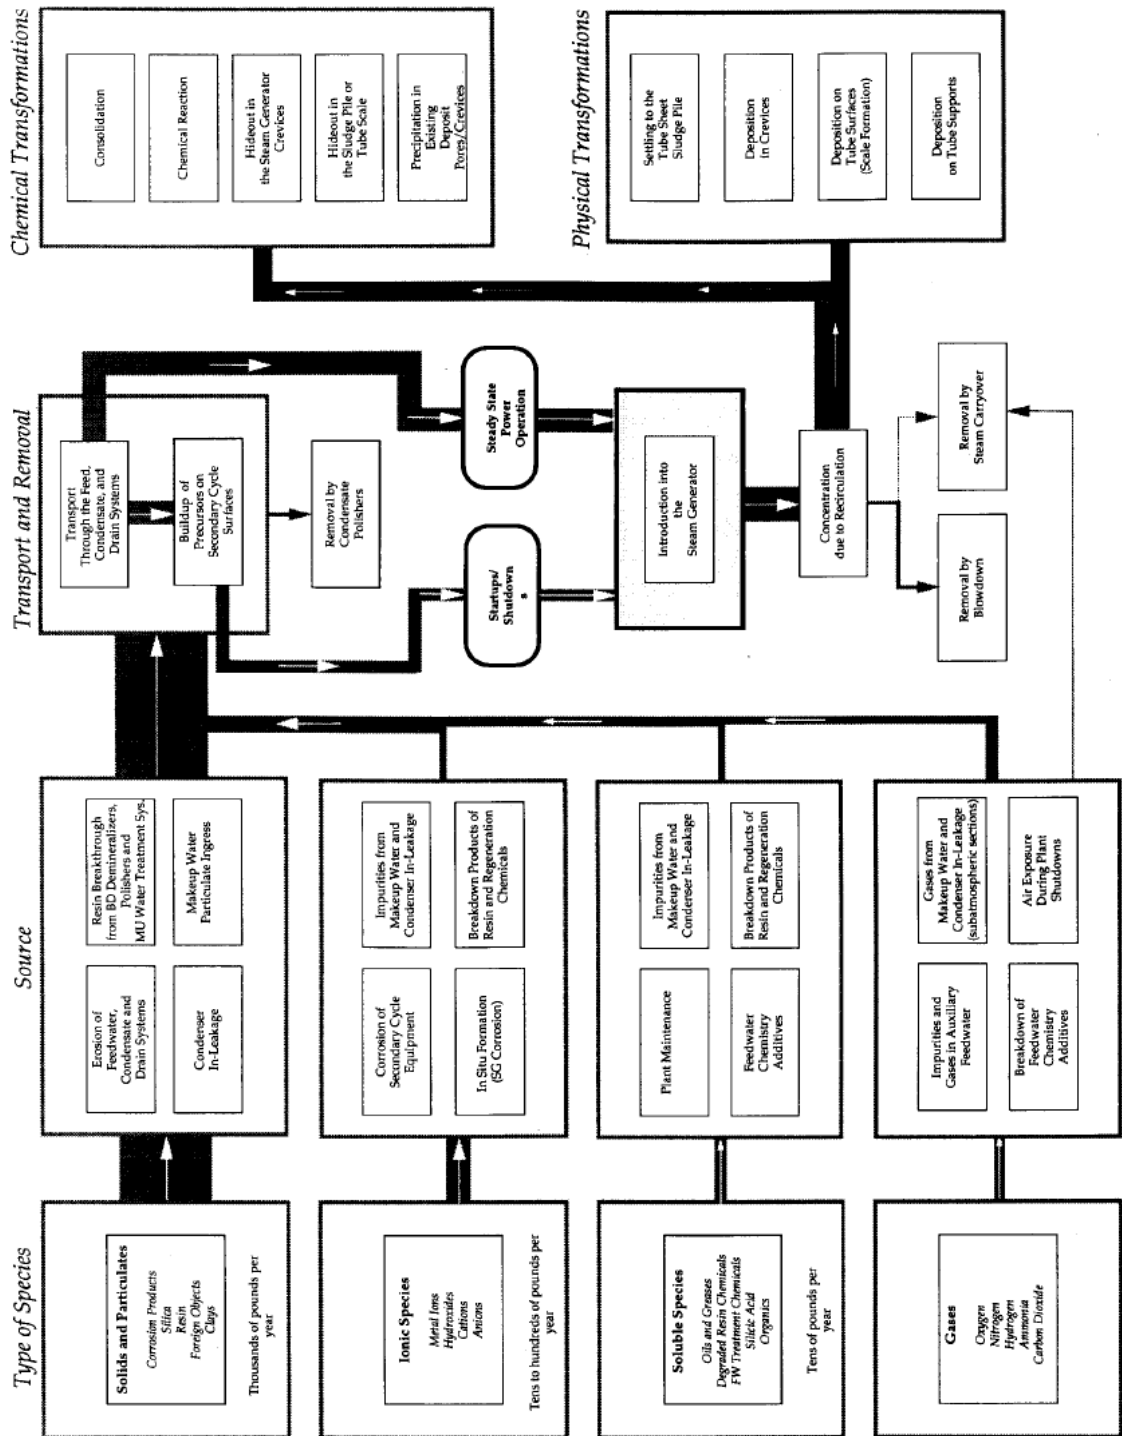 Type of Species
Solids and Particulates
Corrosion Products
Silica
Resin
Foreign Objects
Clays
Thousands of pounds per
year
Ionic Species
Metal Ions
Hydroxides
Cations
Anions
Tens to hundreds of pounds per
year
Soluble Species
Oils and Greases
Degraded Resin Chemicals
FW Treatment Chemicals
Silicic Acid
Organics
Tens of pounds per
year
Gases
Oxygen
Nitrogen
Hydrogen
Ammonia
Carbon Dioxide
Source
Erosion of
Feedwater,
Condensate and
Drain Systems
Resin Breakthrough
from BD Demineralizers,
Polishers and
MU Water Treatment Sys.
Condenser
In-Leakage
Makeup Water
Particulate Ingress
Corrosion of
Secondary Cycle
Equipment
Impurities from
Makeup Water and
Condenser In-Leakage
In Situ Formation
(SG Corrosion)
Breakdown Products of
Resin and Regeneration
Chemicals
Plant Maintenance
Impurities from
Makeup Water and
Condenser In-Leakage
Feedwater
Chemistry
Additives
Breakdown Products of
Resin and Regeneration
Chemicals
Impurities and
Gases in Auxiliary
Feedwater
Gases from
Makeup Water and
Condenser In-Leakage
(subatmospheric sections)
Breakdown of
Feedwater
Chemistry
Additives
Air Exposure
During Plant
Shutdowns
Transport and Removal
Transport
Through the Feed,
Condensate, and
Drain Systems
Buildup of
Precursors on
Secondary Cycle
Surfaces
Removal by
Condensate
Polishers
Startups/
Shutdown
s
Steady State
Power
Operation
Introduction into
the
Steam Generator
Concentration
due to Recirculation
Removal by
Blowdown
Removal by
Steam Carryover
Chemical Transformations
Consolidation
Chemical Reaction
Hideout in
the Steam Generator
Crevices
Hideout in
the Sludge Pile or
Tube Scale
Precipitation in
Existing
Deposit
Pores/Crevices
Physical Transformations
Settling to the
Tube Sheet
Sludge Pile
Deposition
in Crevices
Deposition on
Tube Surfaces
(Scale Formation)
Deposition
on Tube Supports